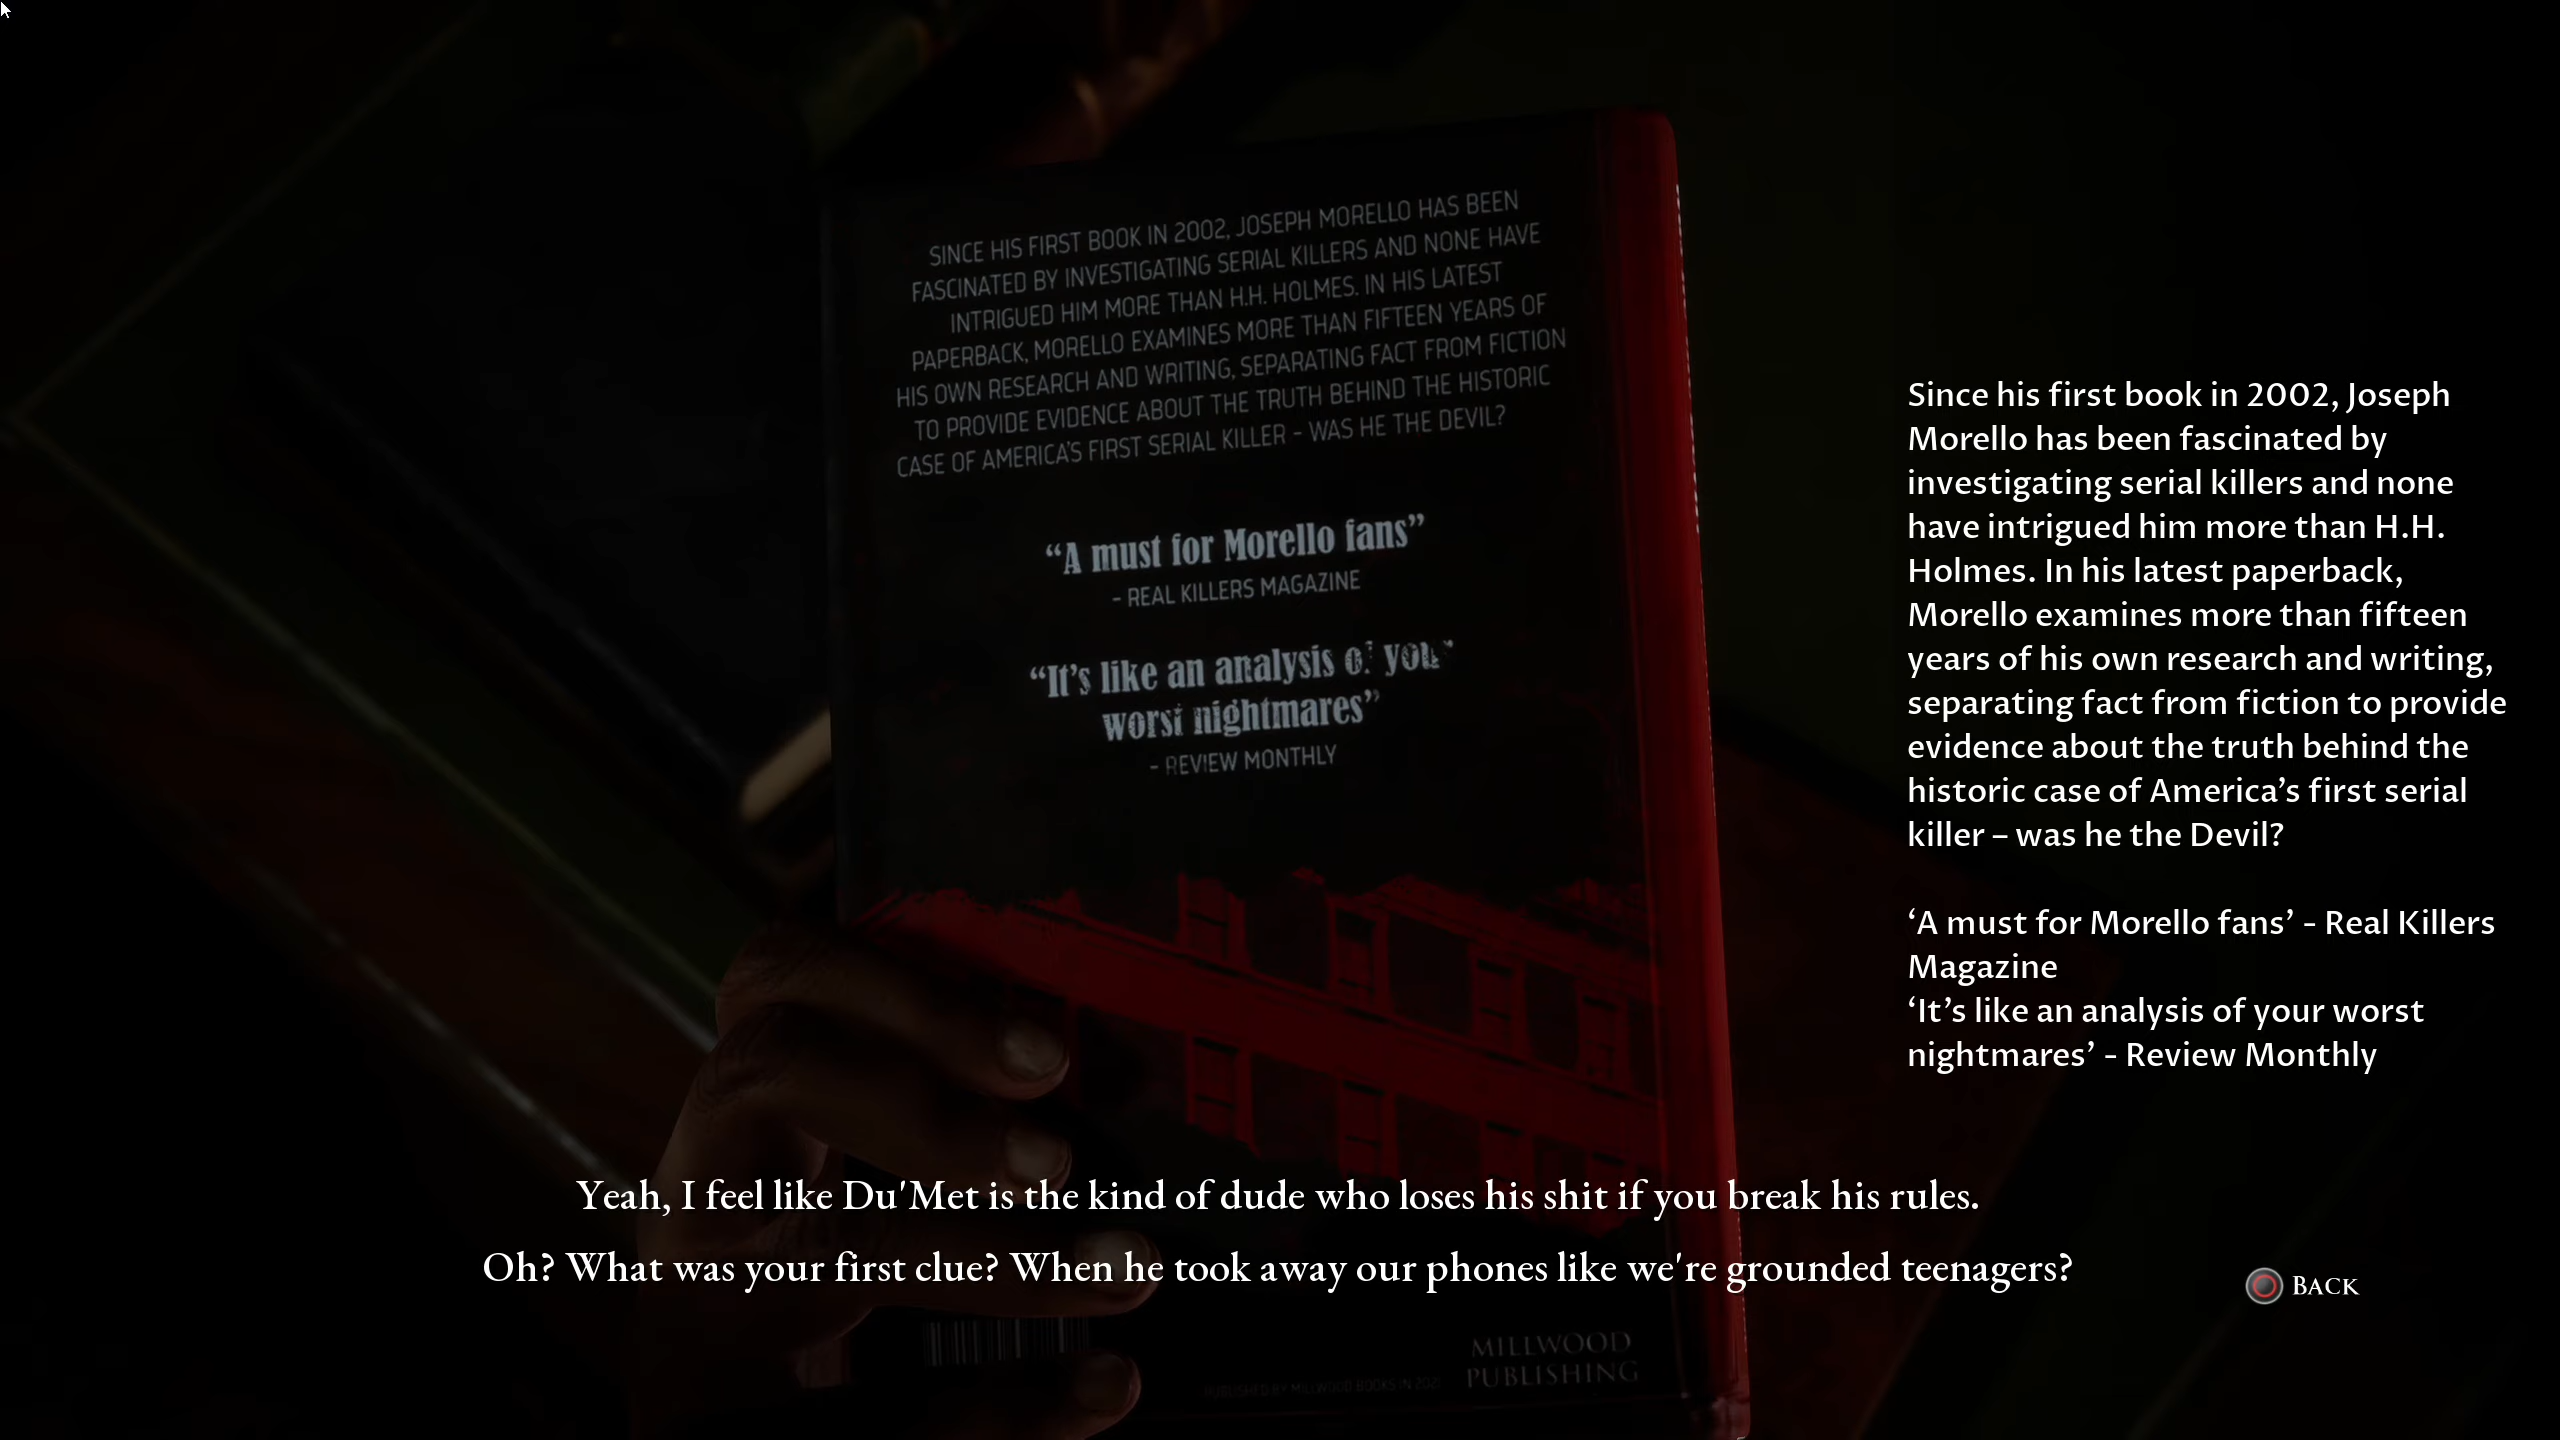 SINCE HIS FIRST BOOK IN 2002, JOSEPH MORELLO HAS BEEN
FASCINATED BY INVESTIGATING SERIAL KILLERS AND NONE HAVE
INTRIGUED HIM MORE THAN H.H. HOLMES. IN HIS LATEST
PAPERBACK, MORELLO EXAMINES MORE THAN FIFTEEN YEARS OF
HIS OWN RESEARCH AND WRITING, SEPARATING FACT FROM FICTION
TO PROVIDE EVIDENCE ABOUT THE TRUTH BEHIND THE HISTORIC
CASE OF AMERICA'S FIRST SERIAL KILLER - WAS HE THE DEVIL?
“A must for Morello fans”
- REAL KILLERS MAGAZINE
“It's like an analysis of your
worst nightmares”
- REVIEW MONTHLY
Since his first book in 2002, Joseph
Morello has been fascinated by
investigating serial killers and none
have intrigued him more than H.H.
Holmes. In his latest paperback,
Morello examines more than fifteen
years of his own research and writing,
separating fact from fiction to provide
evidence about the truth behind the
historic case of America’s first serial
killer – was he the Devil?
‘A must for Morello fans’ - Real Killers
Magazine
‘It’s like an analysis of your worst
nightmares’ - Review Monthly
Yeah, I feel like Du'Met is the kind of dude who loses his shit if you break his rules.
Oh? What was your first clue? When he took away our phones like we're grounded teenagers?
BACK
MILLWOOD
PUBLISHING
PUBLISHED BY MILLWOOD BOOKS IN